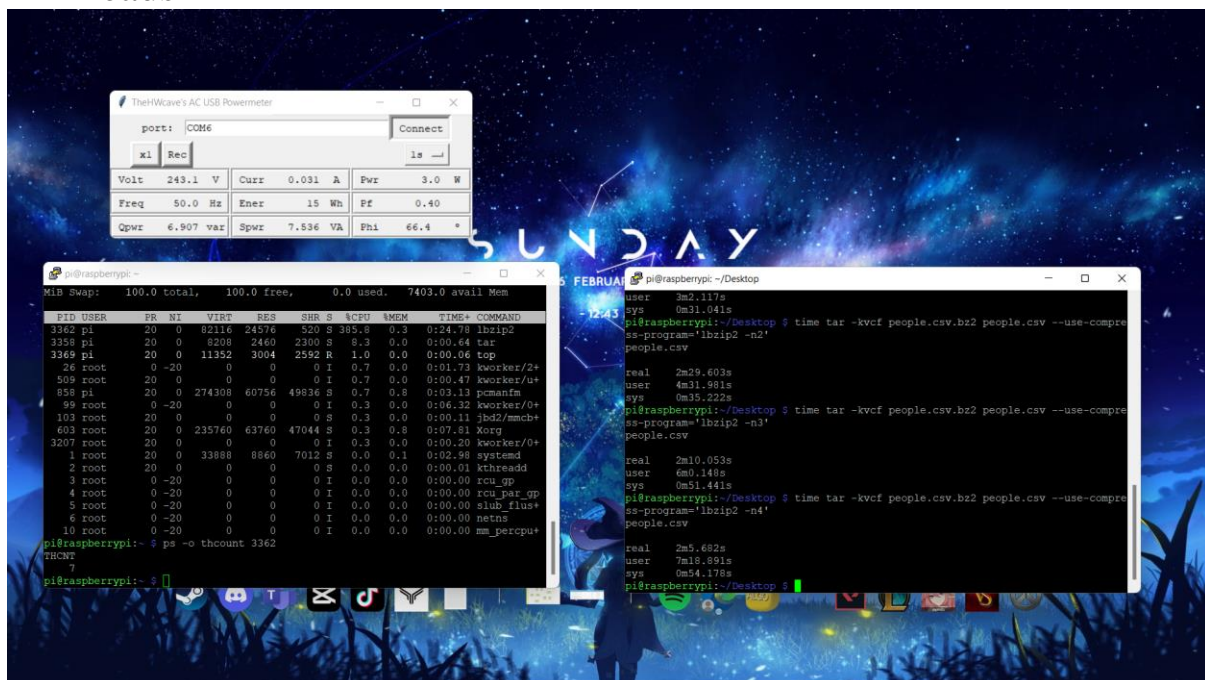 TheHWcave's AC USB Powermeter
port: COM6 Connect
x1 Rec 1s
Volt 243.1 V Curr 0.031 A Pwr 3.0 W
Freq 50.0 Hz Ener 15 Wh Pf 0.40
Qpwr 6.907 var Spwr 7.536 VA Phi 66.4 °
SUNDAY
FEBRUAR
- 12:43
pi@raspberrypi: ~
MiB Swap: 100.0 total, 100.0 free, 0.0 used. 7403.0 avail Mem
PID USER PR NI VIRT RES SHR S %CPU %MEM TIME+ COMMAND
3362 pi 20 0 82116 24576 520 S 385.8 0.3 0:24.78 lbzip2
3358 pi 20 0 8208 2460 2300 S 8.3 0.0 0:00.64 tar
3369 pi 20 0 11352 3004 2592 R 1.0 0.0 0:00.06 top
26 root 0 -20 0 0 0 I 0.7 0.0 0:01.73 kworker/2+
509 root 20 0 0 0 0 I 0.7 0.0 0:00.47 kworker/u+
858 pi 20 0 274308 60756 49836 S 0.7 0.8 0:03.13 pcmanfm
99 root 0 -20 0 0 0 I 0.3 0.0 0:06.32 kworker/0+
103 root 20 0 0 0 0 S 0.3 0.0 0:00.11 jbd2/mmcb+
603 root 20 0 235760 63760 47044 S 0.3 0.8 0:07.81 Xorg
3207 root 20 0 0 0 0 I 0.3 0.0 0:00.20 kworker/0+
1 root 20 0 33888 8860 7012 S 0.0 0.1 0:02.98 systemd
2 root 20 0 0 0 0 S 0.0 0.0 0:00.01 kthreadd
3 root 0 -20 0 0 0 I 0.0 0.0 0:00.00 rcu_gp
4 root 0 -20 0 0 0 I 0.0 0.0 0:00.00 rcu_par_gp
5 root 0 -20 0 0 0 I 0.0 0.0 0:00.00 slub_flus+
6 root 0 -20 0 0 0 I 0.0 0.0 0:00.00 netns
10 root 0 -20 0 0 0 I 0.0 0.0 0:00.00 mm_percpu+
pi@raspberrypi:~ $ ps -o thcount 3362
THCNT
7
pi@raspberrypi:~ $
pi@raspberrypi: ~/Desktop
user 3m2.117s
sys 0m31.041s
pi@raspberrypi:~/Desktop $ time tar -kvcf people.csv.bz2 people.csv --use-compre
ss-program='lbzip2 -n2'
people.csv
real 2m29.603s
user 4m31.981s
sys 0m35.222s
pi@raspberrypi:~/Desktop $ time tar -kvcf people.csv.bz2 people.csv --use-compre
ss-program='lbzip2 -n3'
people.csv
real 2m10.053s
user 6m0.148s
sys 0m51.441s
pi@raspberrypi:~/Desktop $ time tar -kvcf people.csv.bz2 people.csv --use-compre
ss-program='lbzip2 -n4'
people.csv
real 2m5.682s
user 7m18.891s
sys 0m54.178s
pi@raspberrypi:~/Desktop $